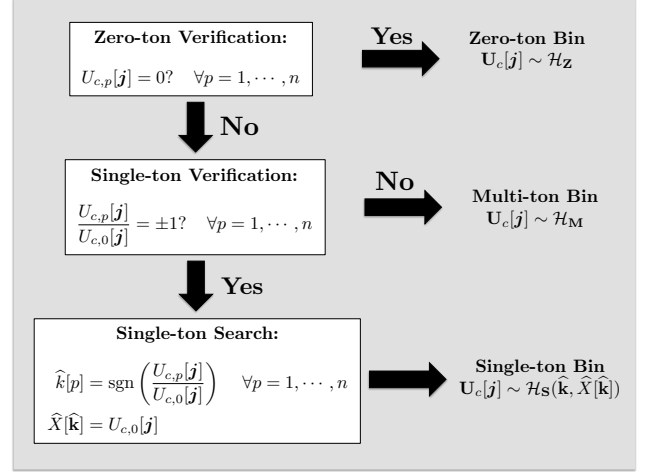 Zero-ton Verification:
U_{c,p}[j] = 0?  ∀p = 1, ⋯ , n
Yes
Zero-ton Bin
U_c[j] ∼ ℋ_Z
No
Single-ton Verification:
U_{c,p}[j] / U_{c,0}[j] = ±1?  ∀p = 1, ⋯ , n
No
Multi-ton Bin
U_c[j] ∼ ℋ_M
Yes
Single-ton Search:
k̂[p] = sgn ( U_{c,p}[j] / U_{c,0}[j] )  ∀p = 1, ⋯ , n
X̂[k̂] = U_{c,0}[j]
Single-ton Bin
U_c[j] ∼ ℋ_S(k̂, X̂[k̂])